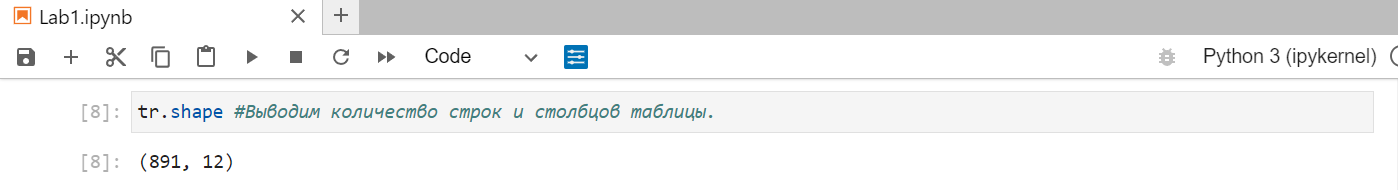 Lab1.ipynb
Code
Python 3 (ipykernel)
[8]: tr.shape #Выводим количество строк и столбцов таблицы.
[8]: (891, 12)